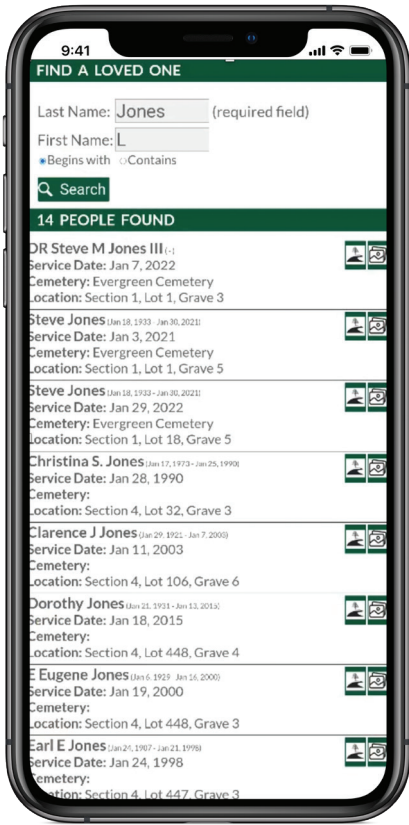 9:41
FIND A LOVED ONE
Last Name: Jones (required field)
First Name: L
Begins with Contains
Search
14 PEOPLE FOUND
DR Steve M Jones III (-)
Service Date: Jan 7, 2022
Cemetery: Evergreen Cemetery
Location: Section 1, Lot 1, Grave 3
Steve Jones (Jan 18, 1933 - Jan 30, 2021)
Service Date: Jan 3, 2021
Cemetery: Evergreen Cemetery
Location: Section 1, Lot 1, Grave 5
Steve Jones (Jan 18, 1933 - Jan 30, 2021)
Service Date: Jan 29, 2022
Cemetery: Evergreen Cemetery
Location: Section 1, Lot 18, Grave 5
Christina S. Jones (Jan 17, 1973 - Jan 25, 1990)
Service Date: Jan 28, 1990
Cemetery:
Location: Section 4, Lot 32, Grave 3
Clarence J Jones (Jan 29, 1921 - Jan 7, 2003)
Service Date: Jan 11, 2003
Cemetery:
Location: Section 4, Lot 106, Grave 6
Dorothy Jones (Jan 21, 1931 - Jan 13, 2015)
Service Date: Jan 18, 2015
Cemetery:
Location: Section 4, Lot 448, Grave 4
E Eugene Jones (Jan 6, 1929 Jan 16, 2000)
Service Date: Jan 19, 2000
Cemetery:
Location: Section 4, Lot 448, Grave 3
Earl E Jones (Jan 24, 1907 - Jan 21, 1998)
Service Date: Jan 24, 1998
Cemetery:
ation: Section 4, Lot 447, Grave 3